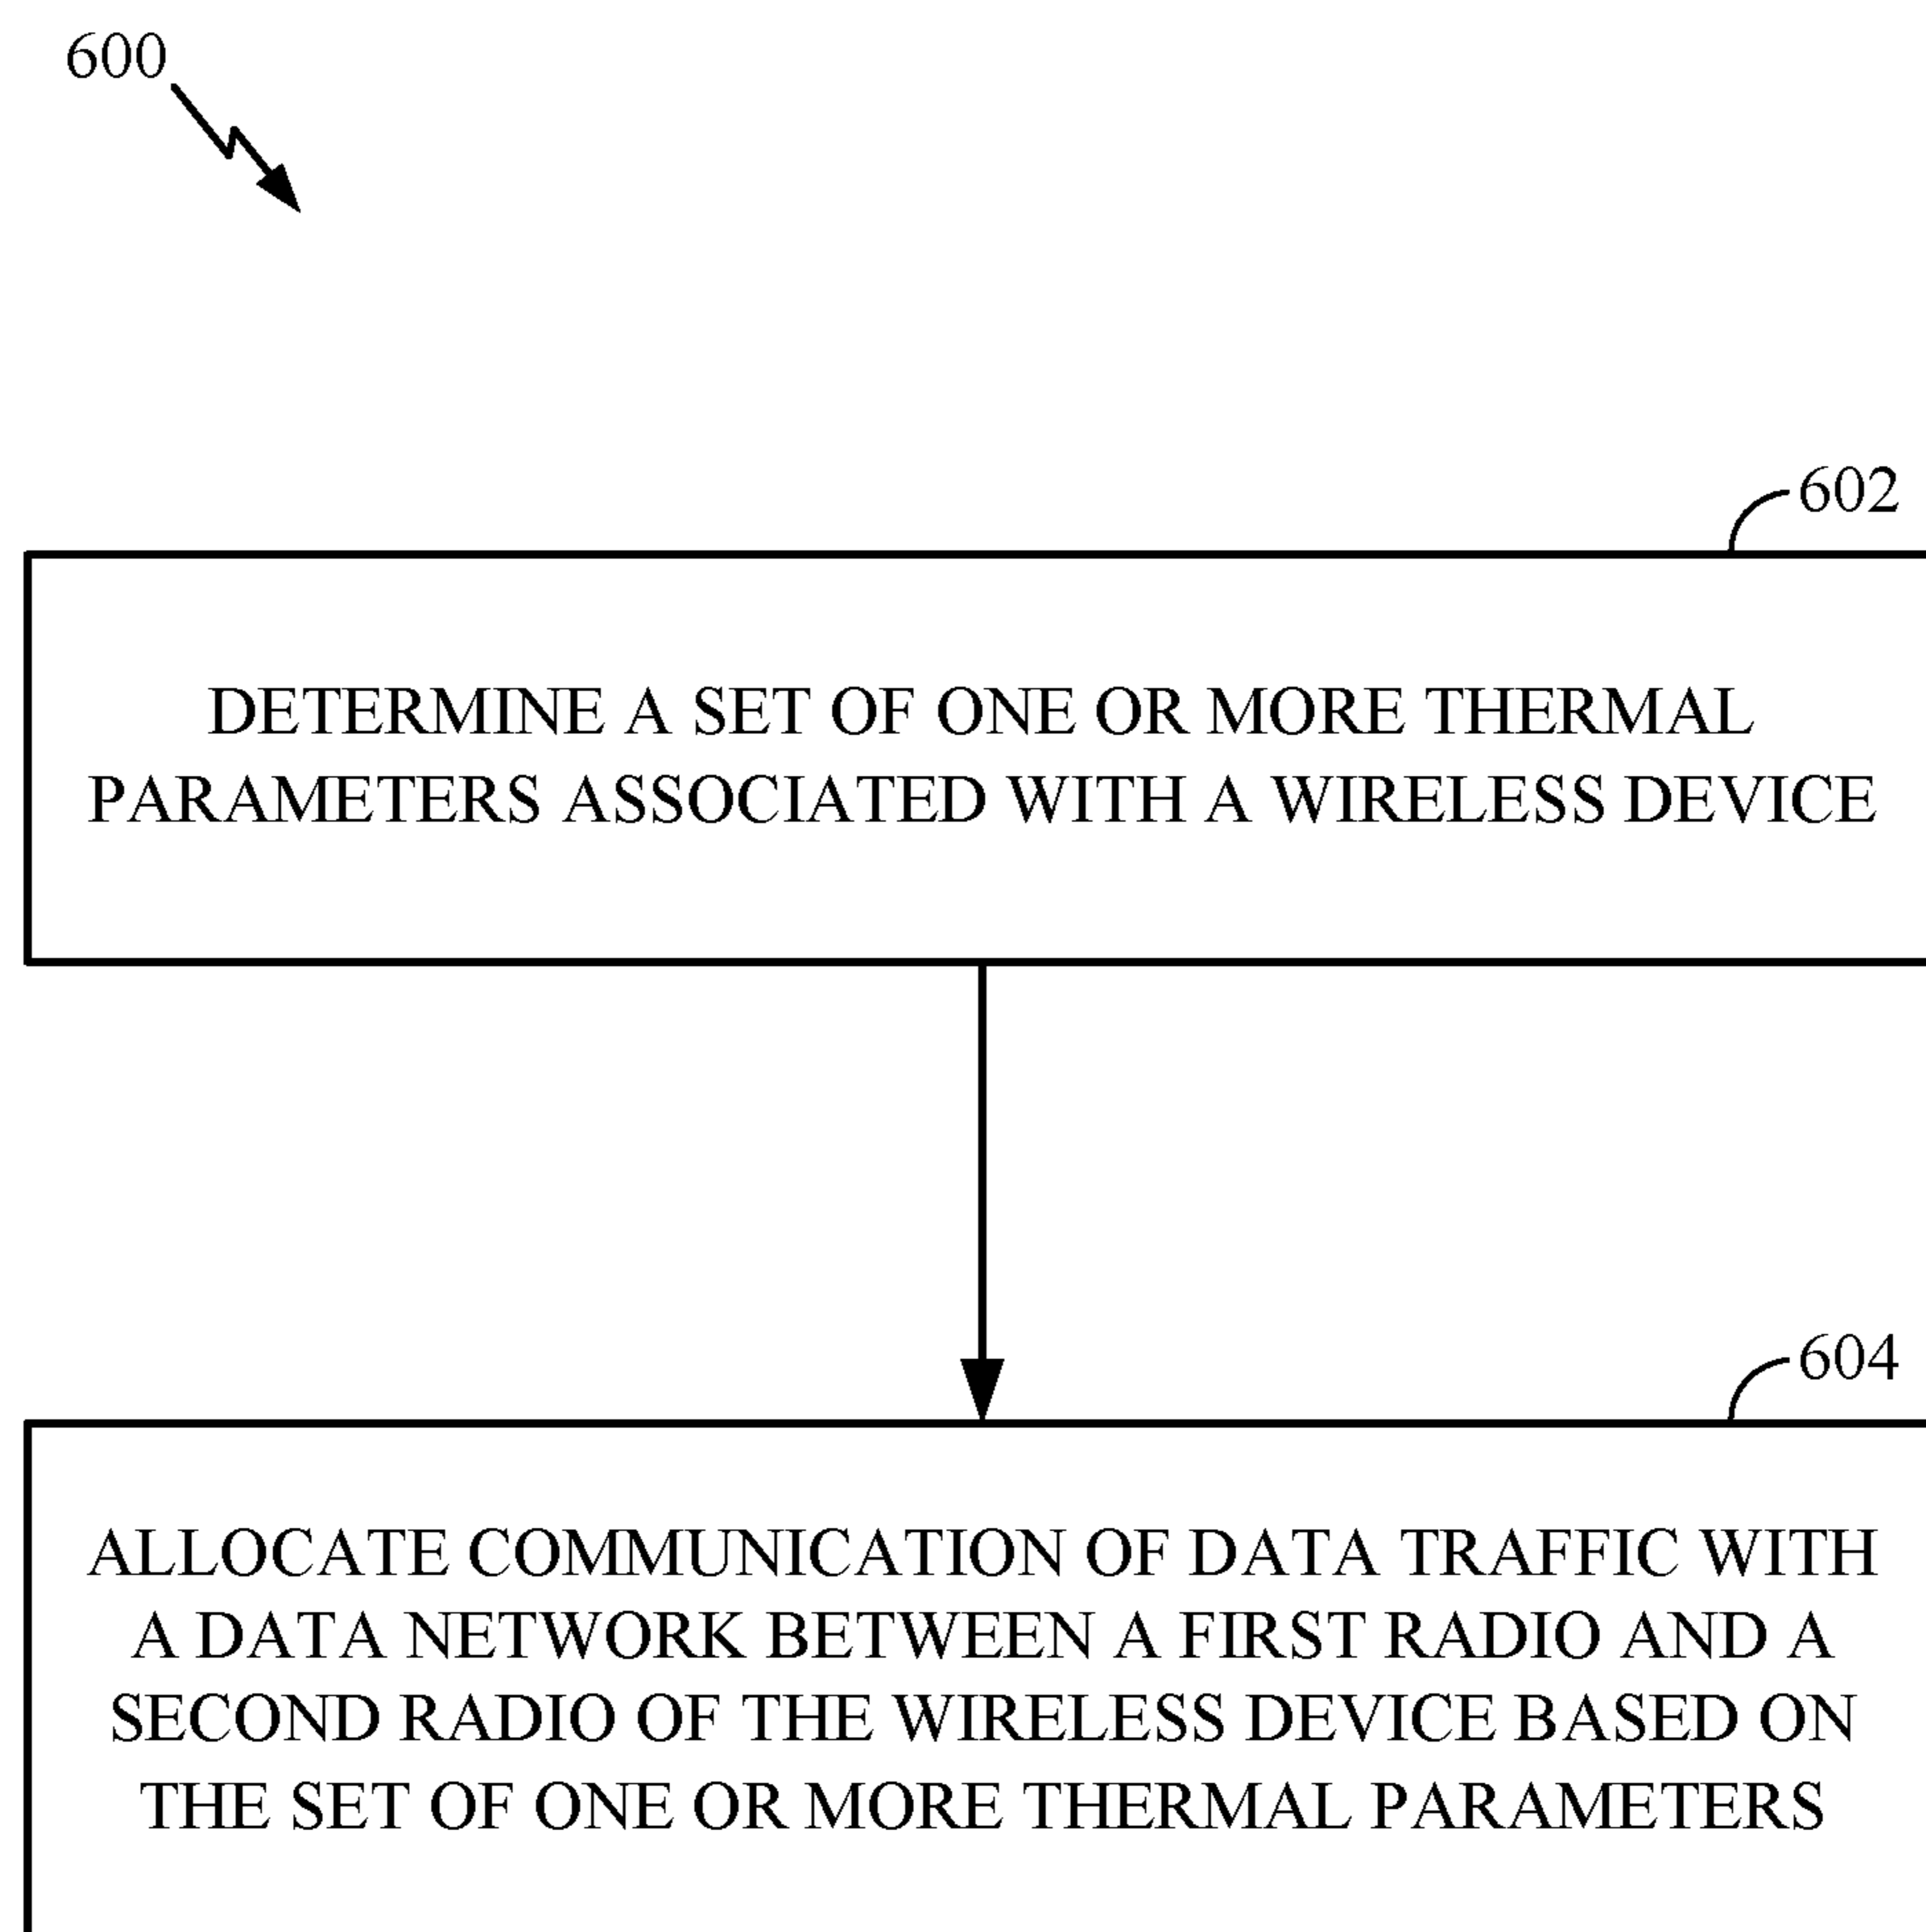 600
602
DETERMINE A SET OF ONE OR MORE THERMAL
PARAMETERS ASSOCIATED WITH A WIRELESS DEVICE
604
ALLOCATE COMMUNICATION OF DATA TRAFFIC WITH
A DATA NETWORK BETWEEN A FIRST RADIO AND A
SECOND RADIO OF THE WIRELESS DEVICE BASED ON
THE SET OF ONE OR MORE THERMAL PARAMETERS